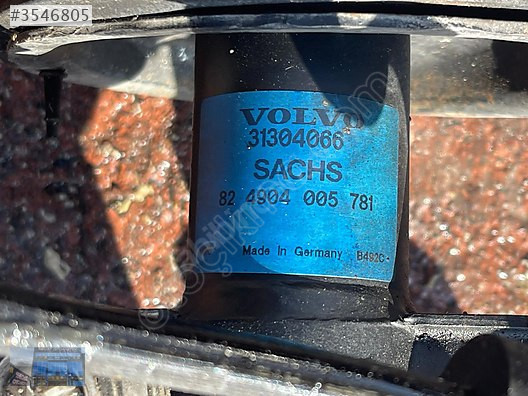 #3546805
VOLVO
31304066
SACHS
82 4904 005 781
Made In Germany B492C-